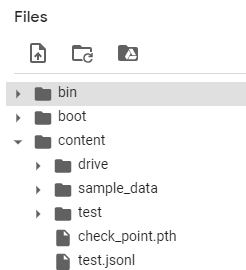 Files
bin
boot
content
drive
sample_data
test
check_point.pth
test.jsonl